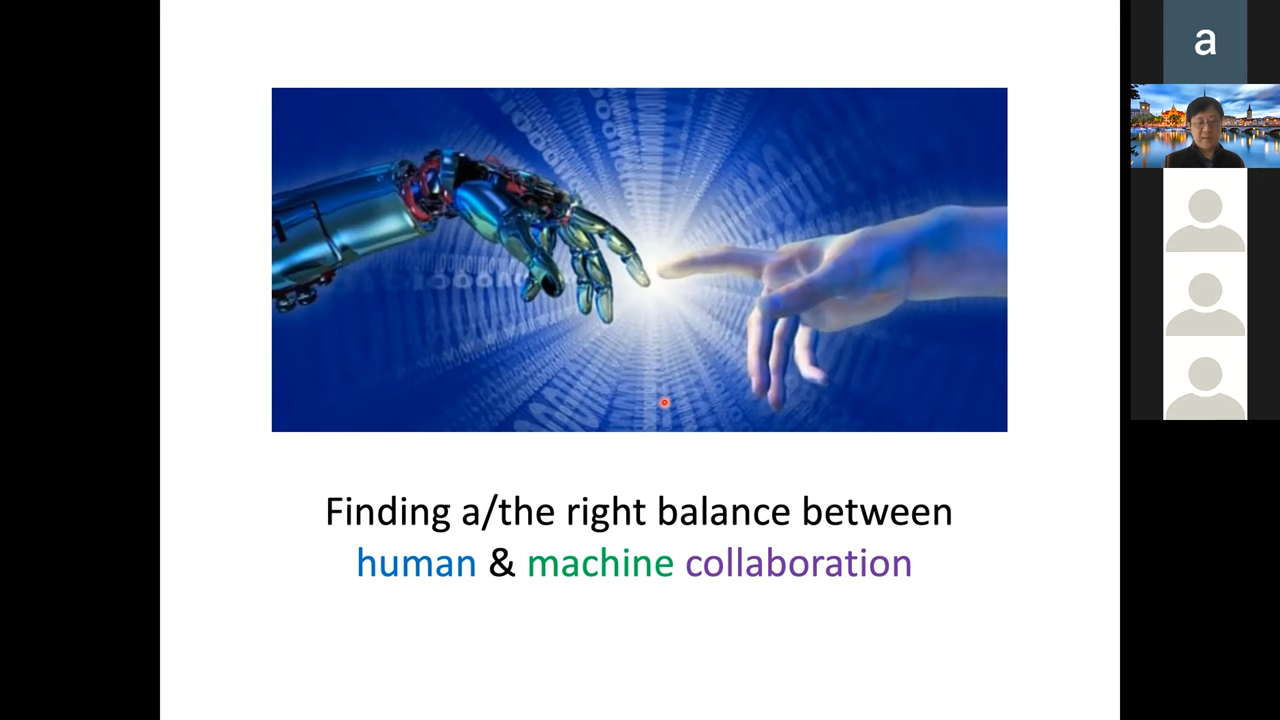 a
Finding a/the right balance between
human & machine collaboration